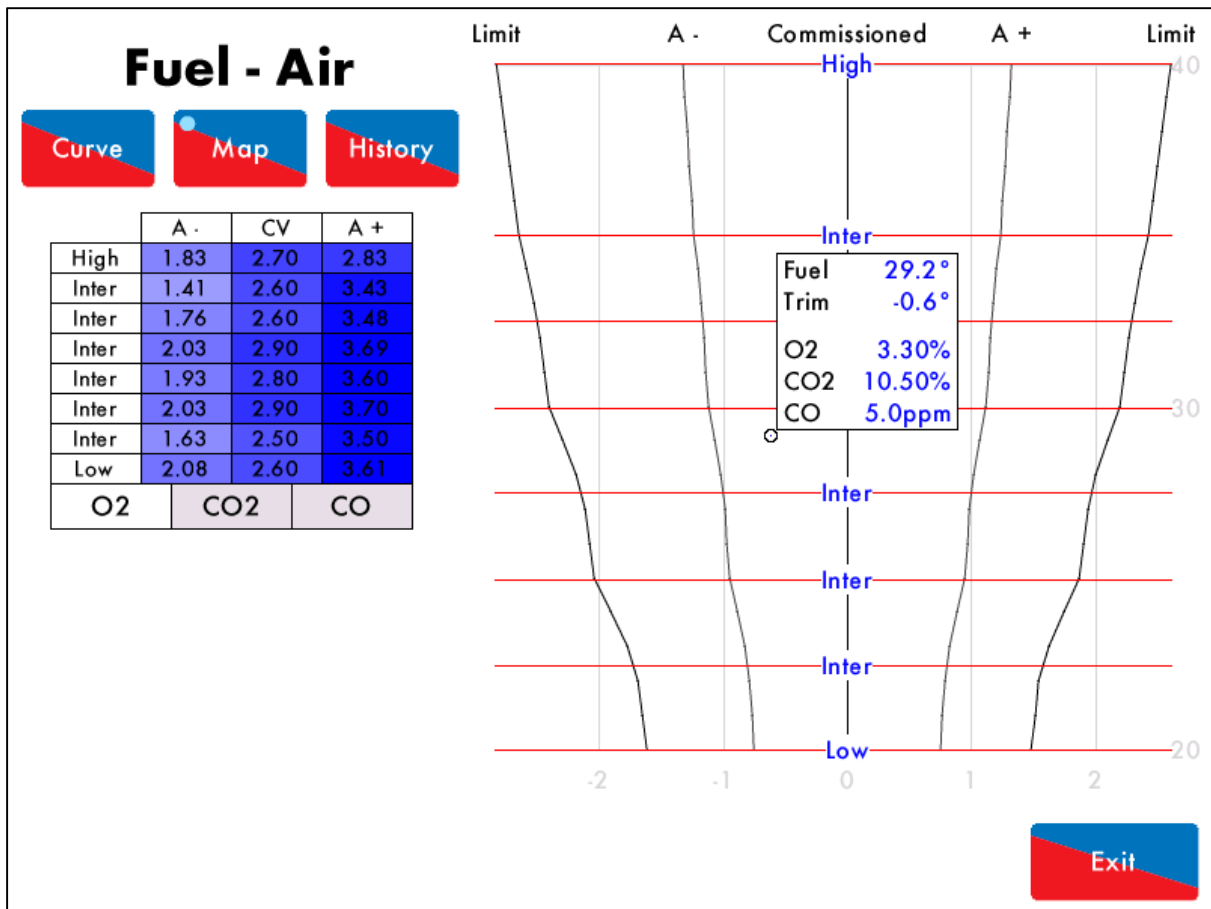 Fuel - Air
Curve
Map
History
A - CV A +
High 1.83 2.70 2.83
Inter 1.41 2.60 3.43
Inter 1.76 2.60 3.48
Inter 2.03 2.90 3.69
Inter 1.93 2.80 3.60
Inter 2.03 2.90 3.70
Inter 1.63 2.50 3.50
Low 2.08 2.60 3.61
O2 CO2 CO
Limit A - Commissioned A + Limit
High 40
Inter
Fuel 29.2°
Trim -0.6°
O2 3.30%
CO2 10.50%
CO 5.0ppm
30
Inter
Inter
Inter
Low 20
-2 -1 0 1 2
Exit